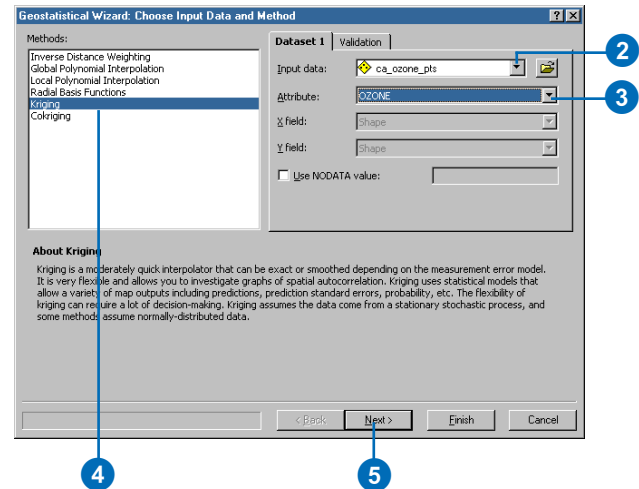 Geostatistical Wizard: Choose Input Data and Method
Methods:
Inverse Distance Weighting
Global Polynomial Interpolation
Local Polynomial Interpolation
Radial Basis Functions
Kriging
Cokriging
Dataset 1
Validation
Input data:
ca_ozone_pts
2
Attribute:
OZONE
3
X field:
Shape
Y field:
Shape
Use NODATA value:
About Kriging
Kriging is a moderately quick interpolator that can be exact or smoothed depending on the measurement error model.
It is very flexible and allows you to investigate graphs of spatial autocorrelation. Kriging uses statistical models that
allow a variety of map outputs including predictions, prediction standard errors, probability, etc. The flexibility of
kriging can require a lot of decision-making. Kriging assumes the data come from a stationary stochastic process, and
some methods assume normally-distributed data.
< Back
Next >
Finish
Cancel
4
5